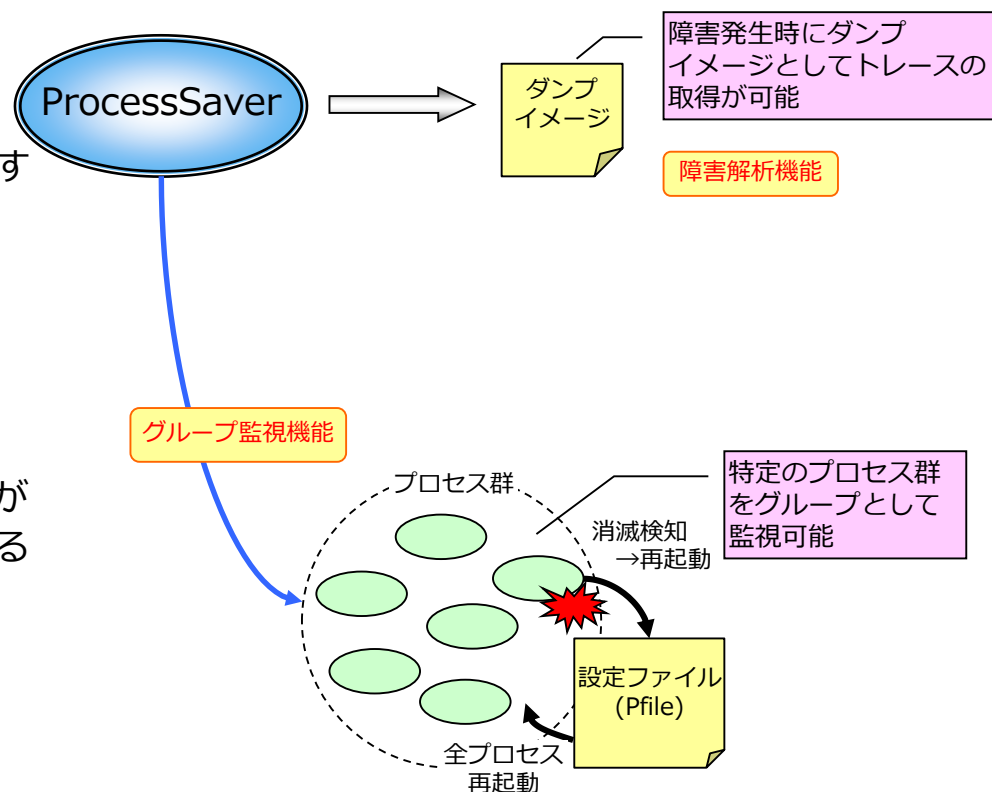 障害発生時にダンプ
イメージとしてトレースの
取得が可能
ProcessSaver
ダンプ
イメージ
す
障害解析機能
グループ監視機能
が
る
プロセス群
特定のプロセス群
をグループとして
監視可能
消滅検知
→再起動
設定ファイル
(Pfile)
全プロセス
再起動